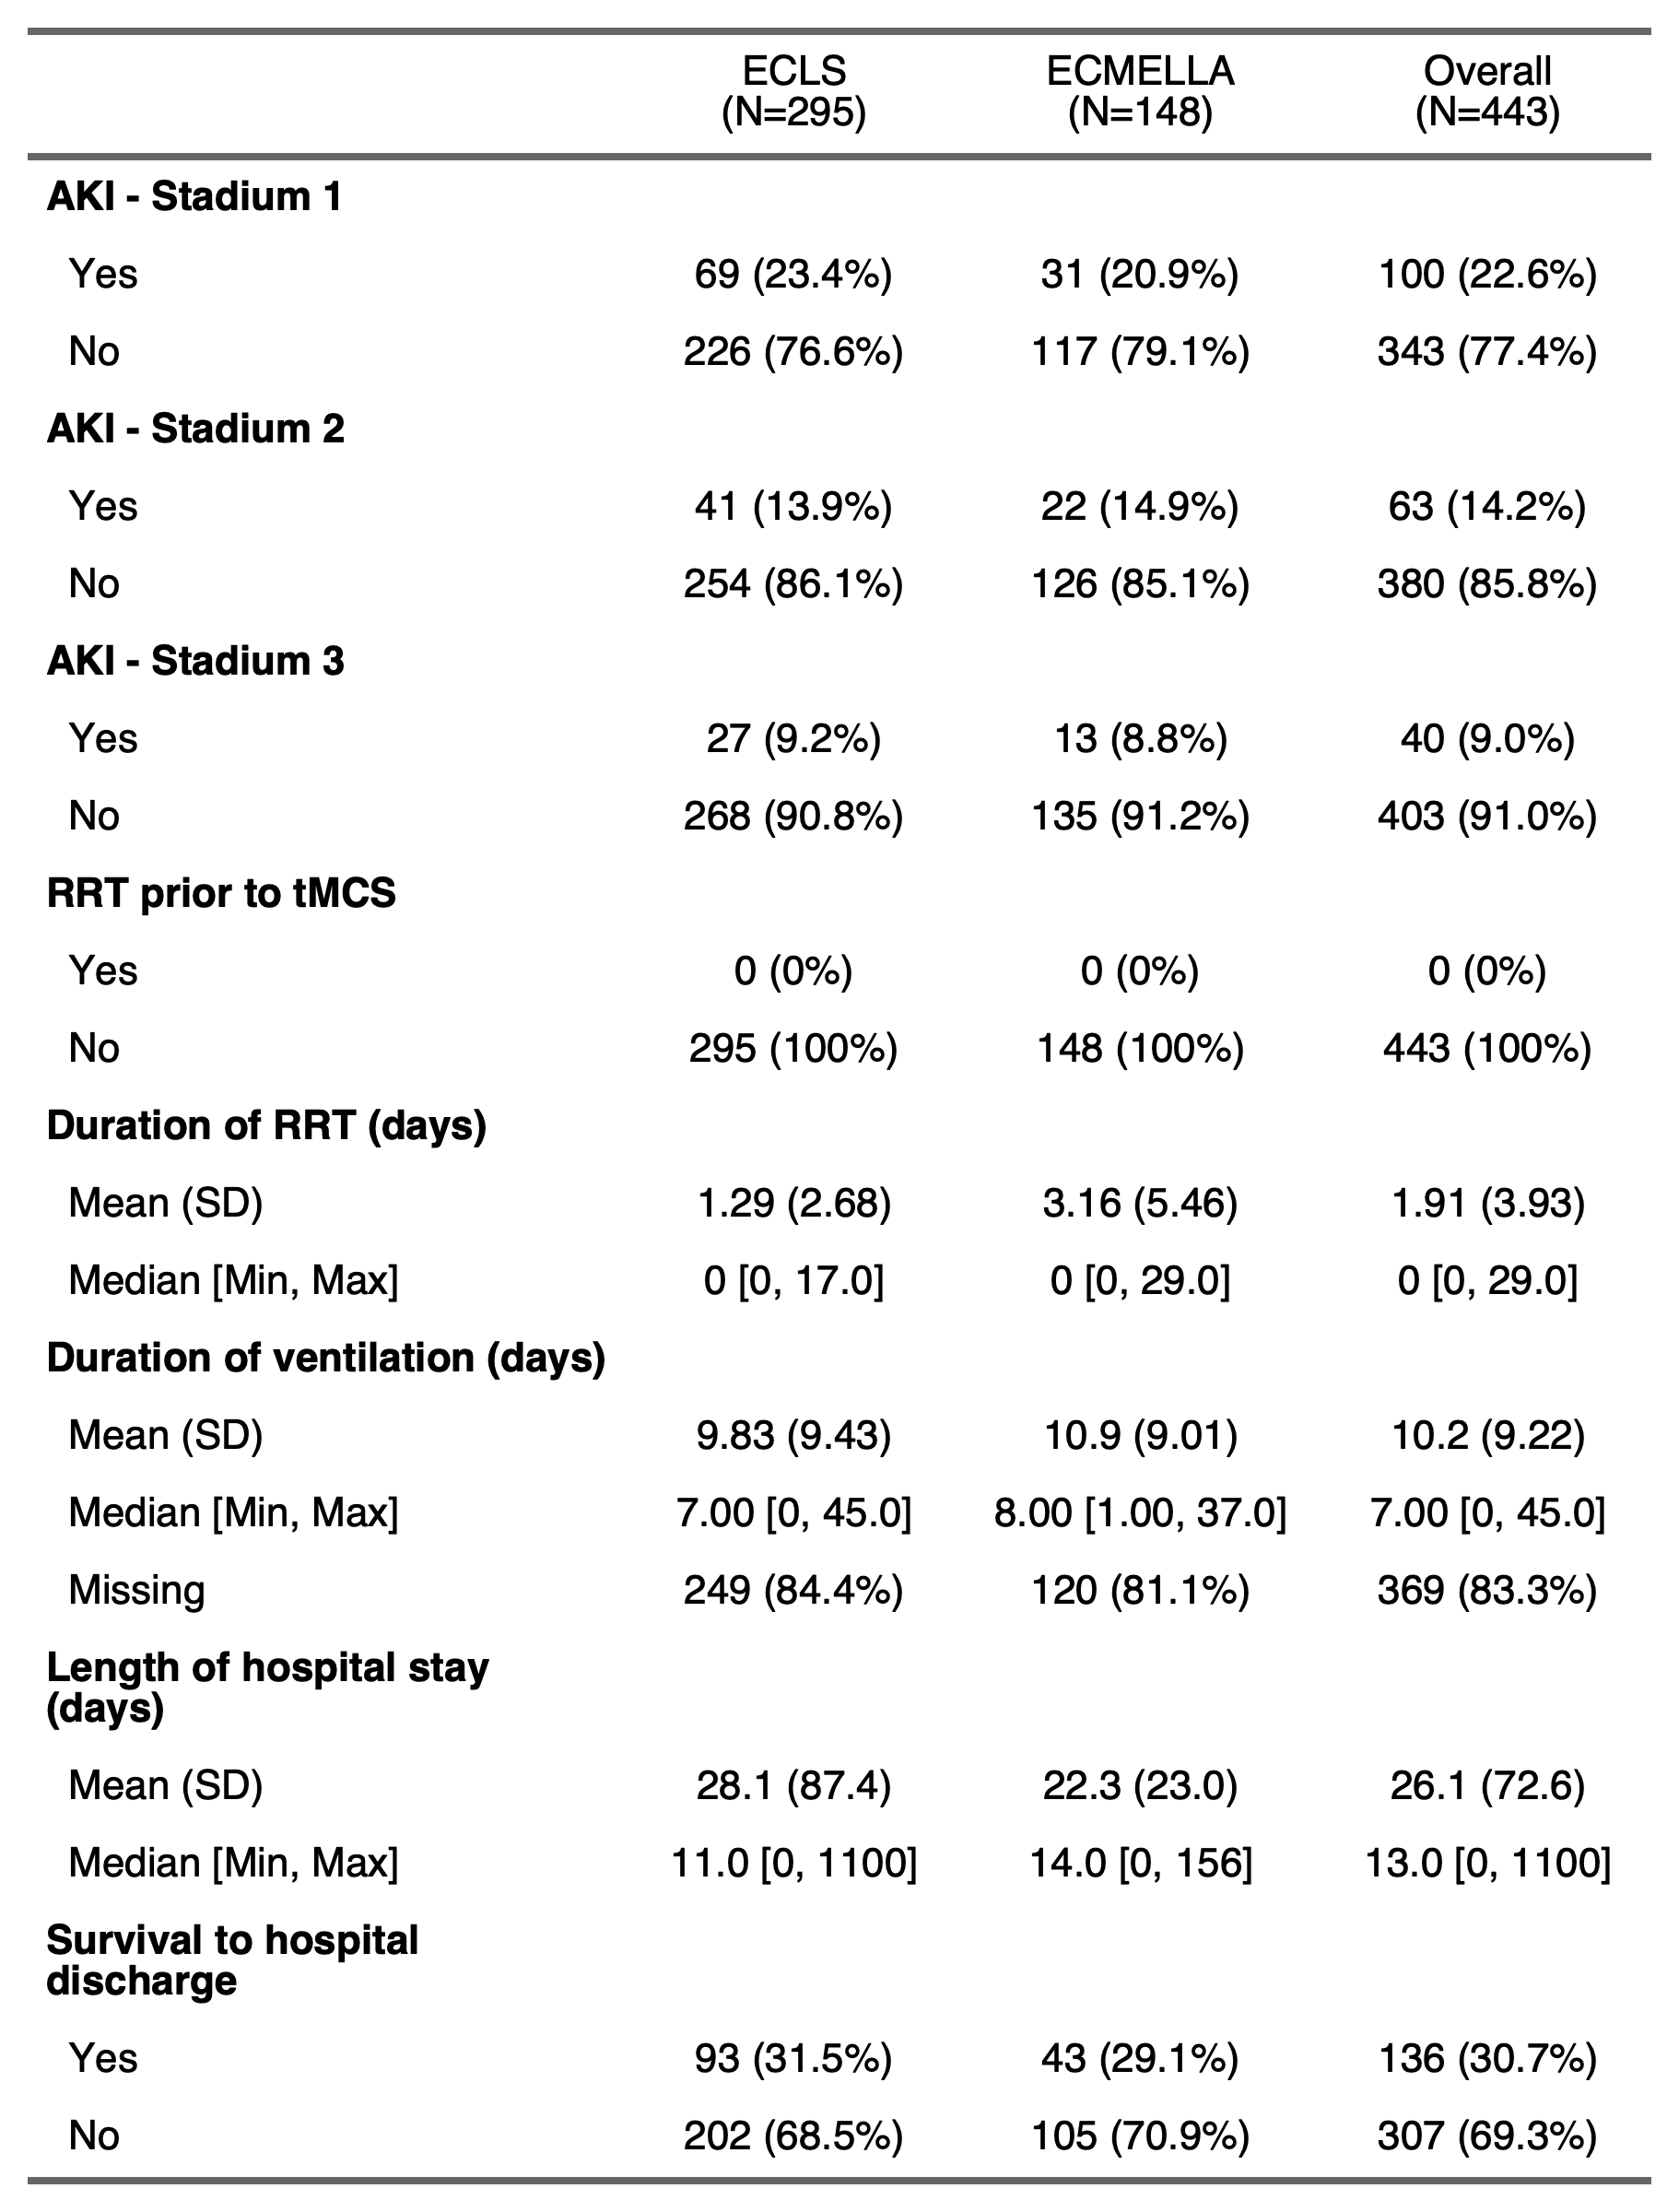 ECLS ECMELLA Overall
(N=295) (N=148) (N=443)
AKI - Stadium 1
Yes 69 (23.4%) 31 (20.9%) 100 (22.6%)
No 226 (76.6%) 117 (79.1%) 343 (77.4%)
AKI - Stadium 2
Yes 41 (13.9%) 22 (14.9%) 63 (14.2%)
No 254 (86.1%) 126 (85.1%) 380 (85.8%)
AKI - Stadium 3
Yes 27 (9.2%) 13 (8.8%) 40 (9.0%)
No 268 (90.8%) 135 (91.2%) 403 (91.0%)
RRT prior to tMCS
Yes 0 (0%) 0 (0%) 0 (0%)
No 295 (100%) 148 (100%) 443 (100%)
Duration of RRT (days)
Mean (SD) 1.29 (2.68) 3.16 (5.46) 1.91 (3.93)
Median [Min, Max] 0 [0, 17.0] 0 [0, 29.0] 0 [0, 29.0]
Duration of ventilation (days)
Mean (SD) 9.83 (9.43) 10.9 (9.01) 10.2 (9.22)
Median [Min, Max] 7.00 [0, 45.0] 8.00 [1.00, 37.0] 7.00 [0, 45.0]
Missing 249 (84.4%) 120 (81.1%) 369 (83.3%)
Length of hospital stay
(days)
Mean (SD) 28.1 (87.4) 22.3 (23.0) 26.1 (72.6)
Median [Min, Max] 11.0 [0, 1100] 14.0 [0, 156] 13.0 [0, 1100]
Survival to hospital
discharge
Yes 93 (31.5%) 43 (29.1%) 136 (30.7%)
No 202 (68.5%) 105 (70.9%) 307 (69.3%)